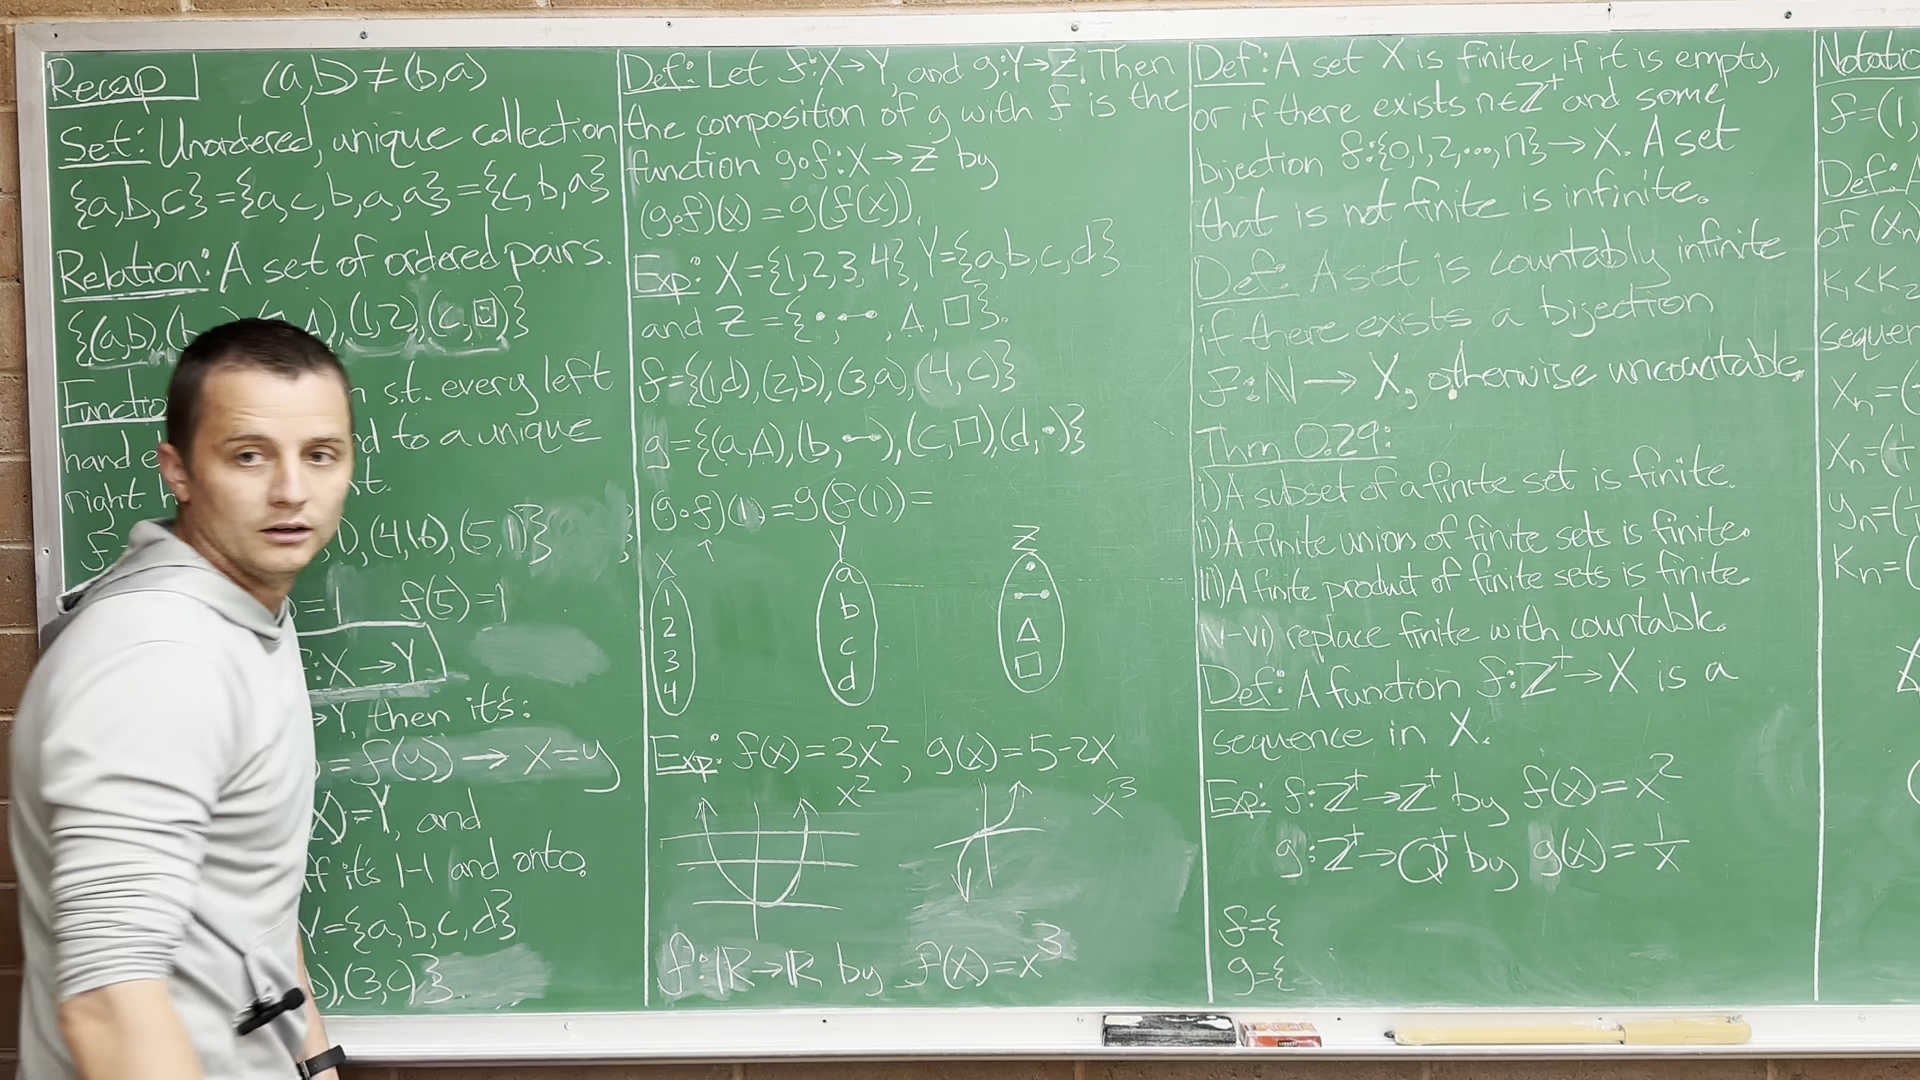 Recap (a,b) ≠ (b,a)
Set: Unordered, unique collection
{a,b,c} = {a,c,b,a,a} = {c,b,a}
Relation: A set of ordered pairs.
{(a,b), (1,2), (c,□)}
s.t. every left
hand to a unique
right
f (4,16), (5,1)}
=1 f(5)=1
:X→Y
→Y, then it's:
=f(y) → x=y
X)=Y, and
if it's 1-1 and onto.
Y={a,b,c,d}
,(3,c)}
Def: Let f:X→Y, and g:Y→Z. Then
the composition of g with f is the
function g∘f:X→Z by
(g∘f)(x) = g(f(x)).
Exp: X={1,2,3,4}, Y={a,b,c,d}
and Z={•, •–•, Δ, □}.
f={(1,d),(2,b),(3,a),(4,c)}
g={(a,Δ),(b,•–•),(c,□)(d,•)}
(g∘f)(1)=g(f(1))=
↑
X Y Z
1 a •
2 b •–•
3 c Δ
4 d □
Exp: f(x)=3x², g(x)=5-2x
x² x³
f:ℝ→ℝ by f(x)=x³
Def: A set X is finite if it is empty,
or if there exists n∈ℤ⁺ and some
bijection f:{0,1,2,...,n}→X. A set
that is not finite is infinite.
Def: A set is countably infinite
if there exists a bijection
f:ℕ→X, otherwise uncountable.
Thm 0.29:
i) A subset of a finite set is finite.
ii) A finite union of finite sets is finite.
iii) A finite product of finite sets is finite
iv-vi) replace finite with countable.
Def: A function f:ℤ⁺→X is a
sequence in X.
Exp: f:ℤ⁺→ℤ⁺ by f(x)=x²
g:ℤ⁺→ℚ⁺ by g(x)=1/x
f={
g={
f=(1,
Def: A
of (xₙ)
k₁<k₂
xₙ=(
xₙ=(
yₙ=(
kₙ=(